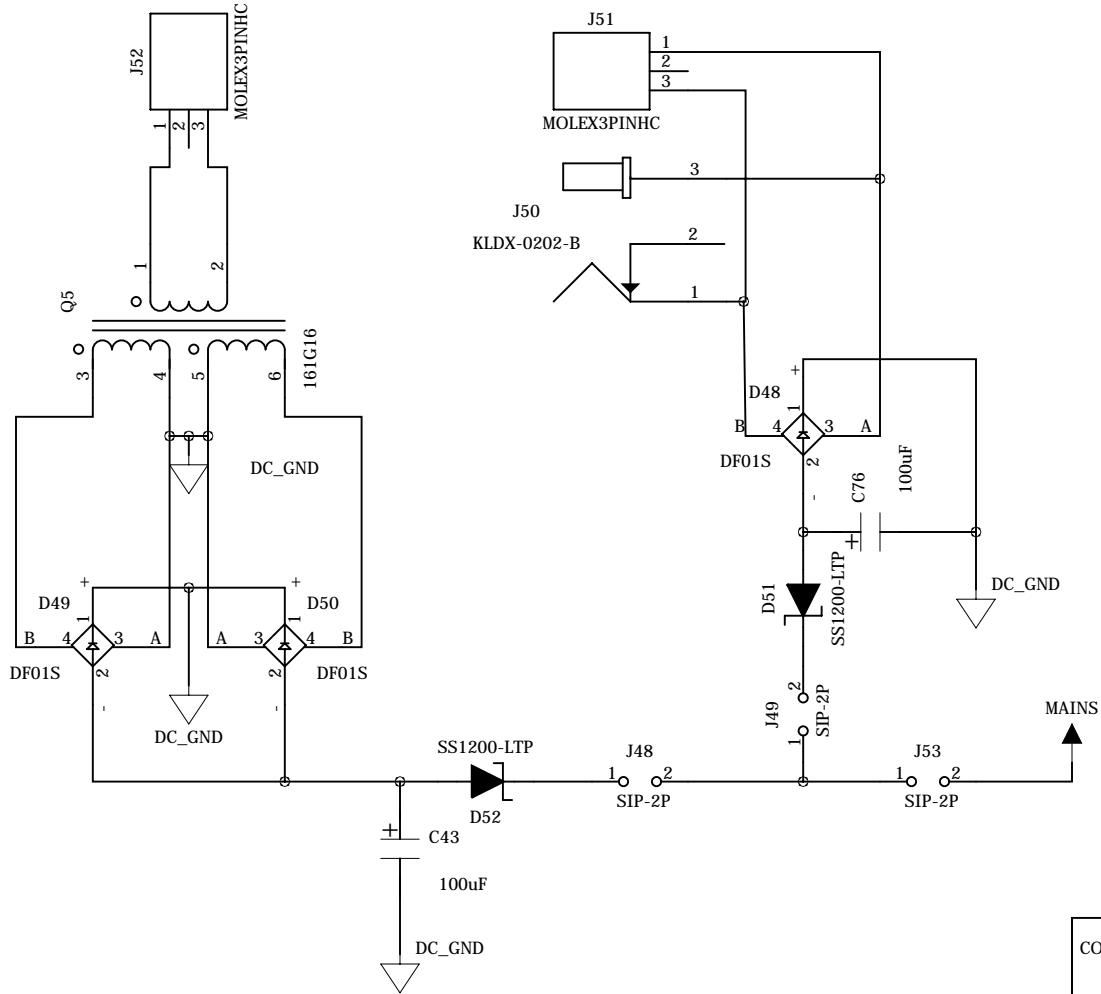 J52
MOLEX3PINHC
1
2
3
1
2
Q5
161G16
3
4
5
6
DC_GND
D49
+
+
D50
1
1
B
4
3
A
A
3
4
B
2
2
DF01S
DF01S
-
-
DC_GND
J51
1
2
3
MOLEX3PINHC
3
J50
KLDX-0202-B
2
1
+
D48
1
B
4
3
A
DF01S
2
-
C76
100uF
+
D51
SS1200-LTP
DC_GND
2
J49
SIP-2P
1
MAINS
SS1200-LTP
D52
J48
1
2
SIP-2P
J53
1
2
SIP-2P
+
C43
100uF
DC_GND
CO